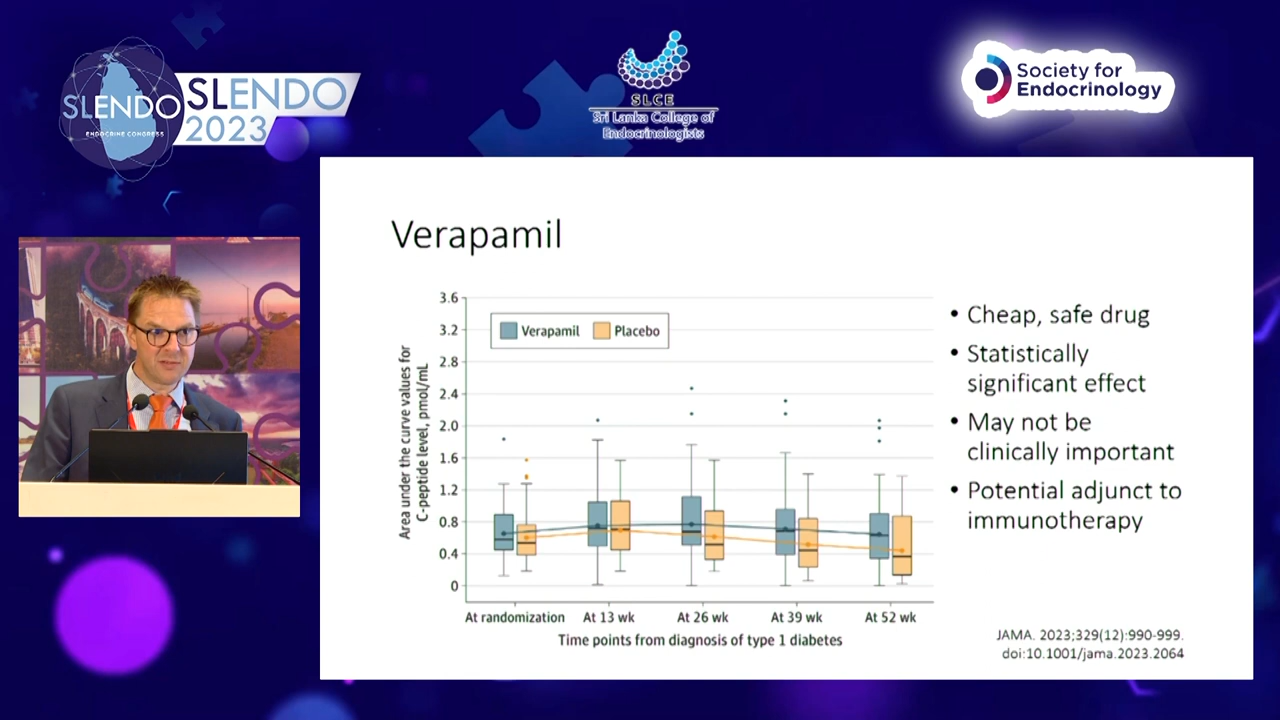 SLENDO
ENDOCRINE CONGRESS
SLENDO
2023
SLCE
Sri Lanka College of
Endocrinologists
Society for
Endocrinology
Verapamil
3.6
3.2
2.8
2.4
2.0
1.6
1.2
0.8
0.4
0
Area under the curve values for
C-peptide level, pmol/mL
Verapamil
Placebo
At randomization
At 13 wk
At 26 wk
At 39 wk
At 52 wk
Time points from diagnosis of type 1 diabetes
• Cheap, safe drug
• Statistically
significant effect
• May not be
clinically important
• Potential adjunct to
immunotherapy
JAMA. 2023;329(12):990-999.
doi:10.1001/jama.2023.2064